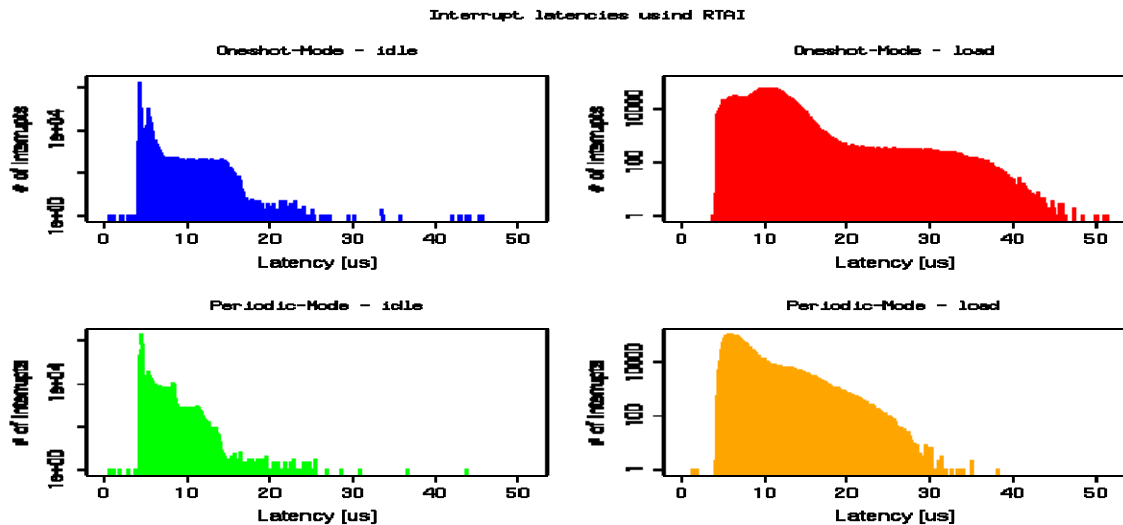 Interrupt latencies usind RTAI
Oneshot-Mode - idle
# of Interrupts
1e+00 1e+04
0 10 20 30 40 50
Latency [us]
Oneshot-Mode - load
# of Interrupts
1 100 10000
0 10 20 30 40 50
Latency [us]
Periodic-Mode - idle
# of Interrupts
1e+00 1e+04
0 10 20 30 40 50
Latency [us]
Periodic-Mode - load
# of Interrupts
1 100 10000
0 10 20 30 40 50
Latency [us]